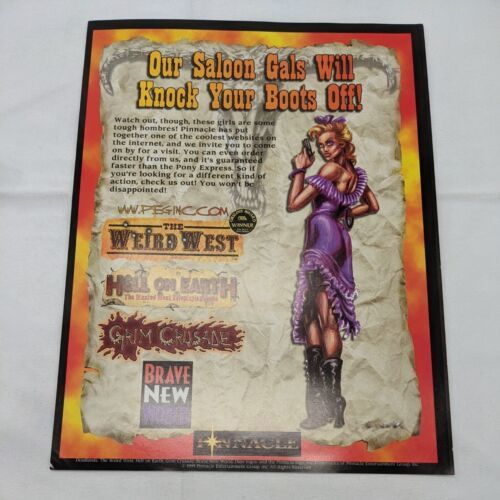 Our Saloon Gals Will
Knock Your Boots Off!
Watch out, though, these girls are some
tough hombres! Pinnacle has put
together one of the coolest websites on
the internet, and we invite you to come
on by for a visit. You can even order
directly from us, and it's guaranteed
faster than the Pony Express. So if
you're looking for a different kind of
action, check us out! You won't be
disappointed!
WWW.PEGINC.COM
WINNER
THE
WEIRD WEST
HELL ON EARTH
GRIM CRUSADE
BRAVE
NEW
WORLD
PINNACLE